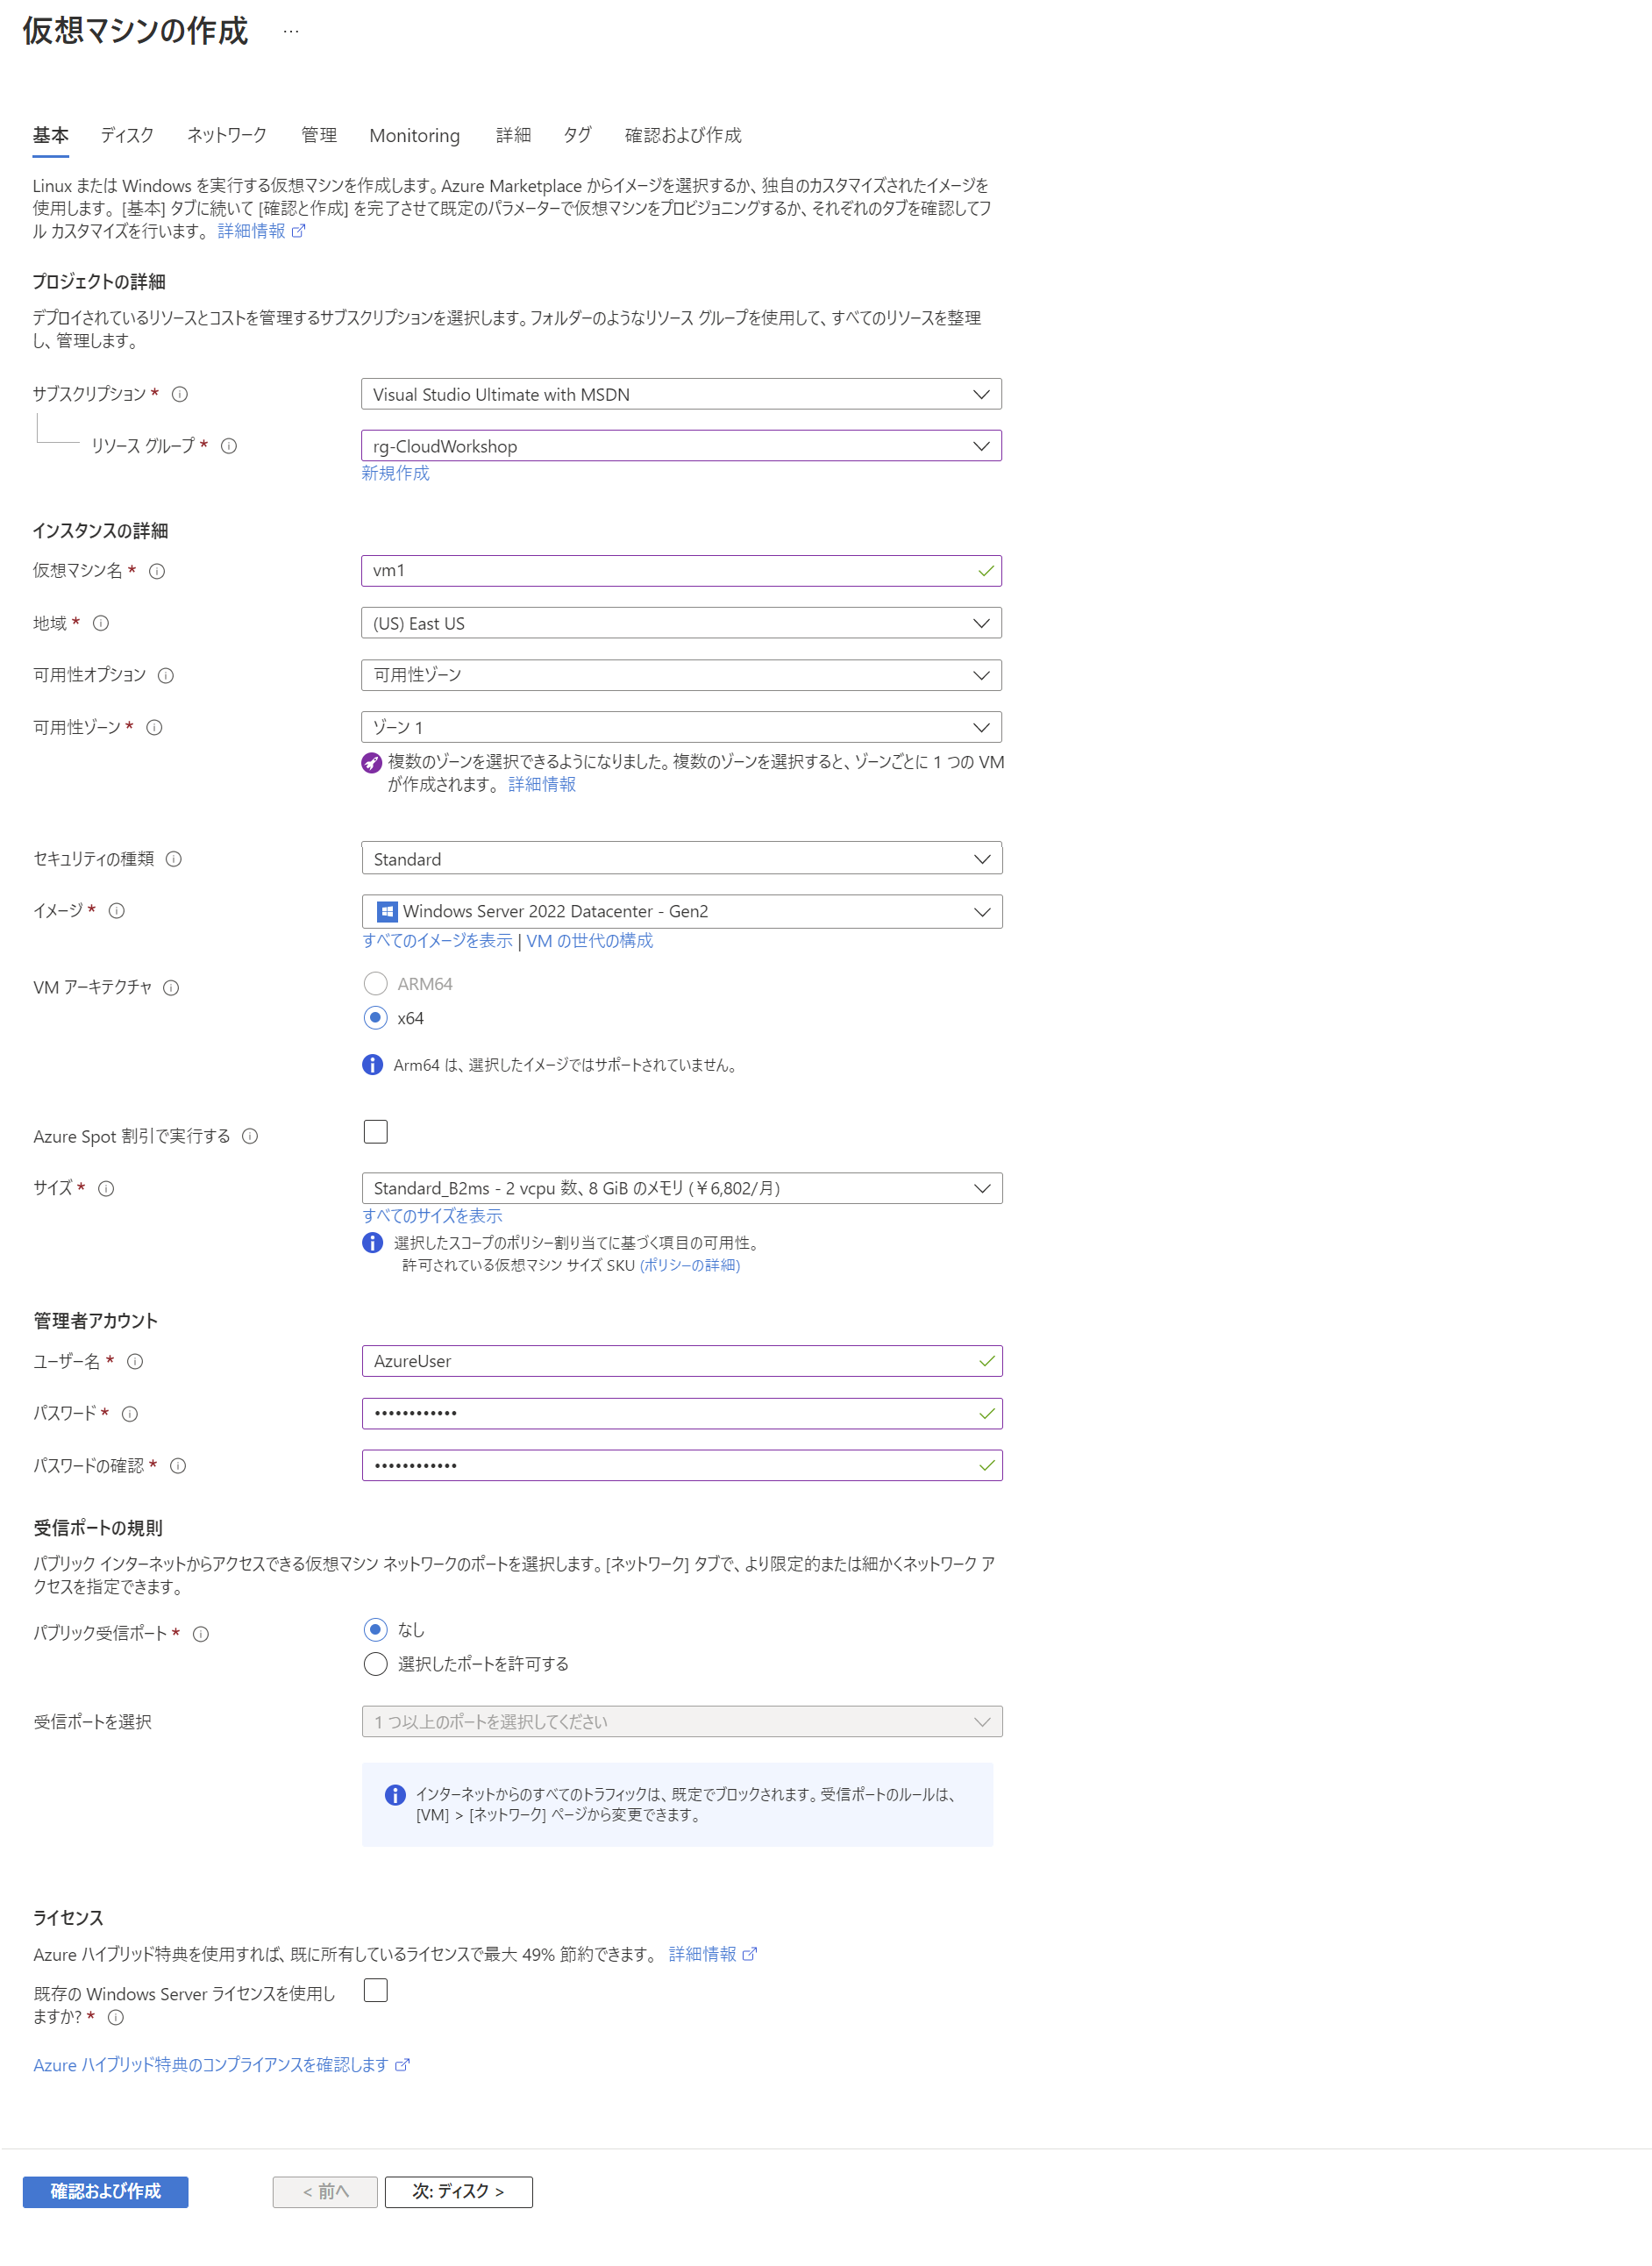 仮想マシンの作成 …
基本 ディスク ネットワーク 管理 Monitoring 詳細 タグ 確認および作成
Linux または Windows を実行する仮想マシンを作成します。Azure Marketplace からイメージを選択するか、独自のカスタマイズされたイメージを
使用します。[基本] タブに続いて [確認と作成] を完了させて既定のパラメーターで仮想マシンをプロビジョニングするか、それぞれのタブを確認してフ
ル カスタマイズを行います。 詳細情報
プロジェクトの詳細
デプロイされているリソースとコストを管理するサブスクリプションを選択します。フォルダーのようなリソース グループを使用して、すべてのリソースを整理
し、管理します。
サブスクリプション * Visual Studio Ultimate with MSDN
リソース グループ * rg-CloudWorkshop
新規作成
インスタンスの詳細
仮想マシン名 * vm1
地域 * (US) East US
可用性オプション 可用性ゾーン
可用性ゾーン * ゾーン 1
複数のゾーンを選択できるようになりました。複数のゾーンを選択すると、ゾーンごとに 1 つの VM
が作成されます。 詳細情報
セキュリティの種類 Standard
イメージ * Windows Server 2022 Datacenter - Gen2
すべてのイメージを表示 | VM の世代の構成
VM アーキテクチャ ARM64
x64
Arm64 は、選択したイメージではサポートされていません。
Azure Spot 割引で実行する
サイズ * Standard_B2ms - 2 vcpu 数、8 GiB のメモリ (￥6,802/月)
すべてのサイズを表示
選択したスコープのポリシー割り当てに基づく項目の可用性。
許可されている仮想マシン サイズ SKU (ポリシーの詳細)
管理者アカウント
ユーザー名 * AzureUser
パスワード * ••••••••••••
パスワードの確認 * ••••••••••••
受信ポートの規則
パブリック インターネットからアクセスできる仮想マシン ネットワークのポートを選択します。[ネットワーク] タブで、より限定的または細かくネットワーク ア
クセスを指定できます。
パブリック受信ポート * なし
選択したポートを許可する
受信ポートを選択 1 つ以上のポートを選択してください
インターネットからのすべてのトラフィックは、既定でブロックされます。受信ポートのルールは、
[VM] > [ネットワーク] ページから変更できます。
ライセンス
Azure ハイブリッド特典を使用すれば、既に所有しているライセンスで最大 49% 節約できます。 詳細情報
既存の Windows Server ライセンスを使用し
ますか? *
Azure ハイブリッド特典のコンプライアンスを確認します
確認および作成 < 前へ 次: ディスク >